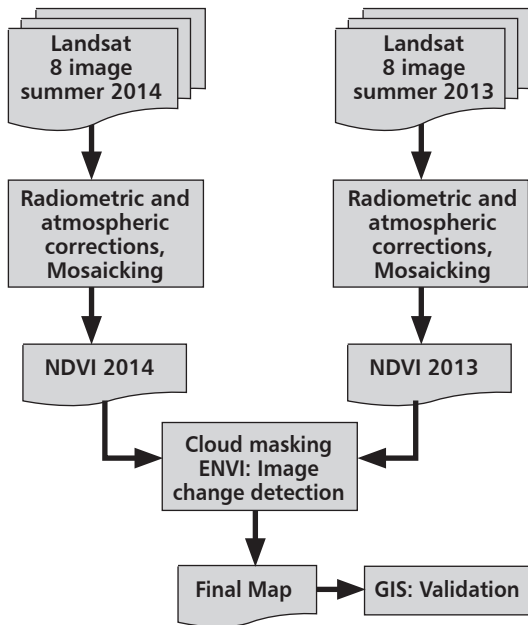 Landsat
8 image
summer 2014
Landsat
8 image
summer 2013
Radiometric and
atmospheric
corrections,
Mosaicking
Radiometric and
atmospheric
corrections,
Mosaicking
NDVI 2014
NDVI 2013
Cloud masking
ENVI: Image
change detection
Final Map
GIS: Validation